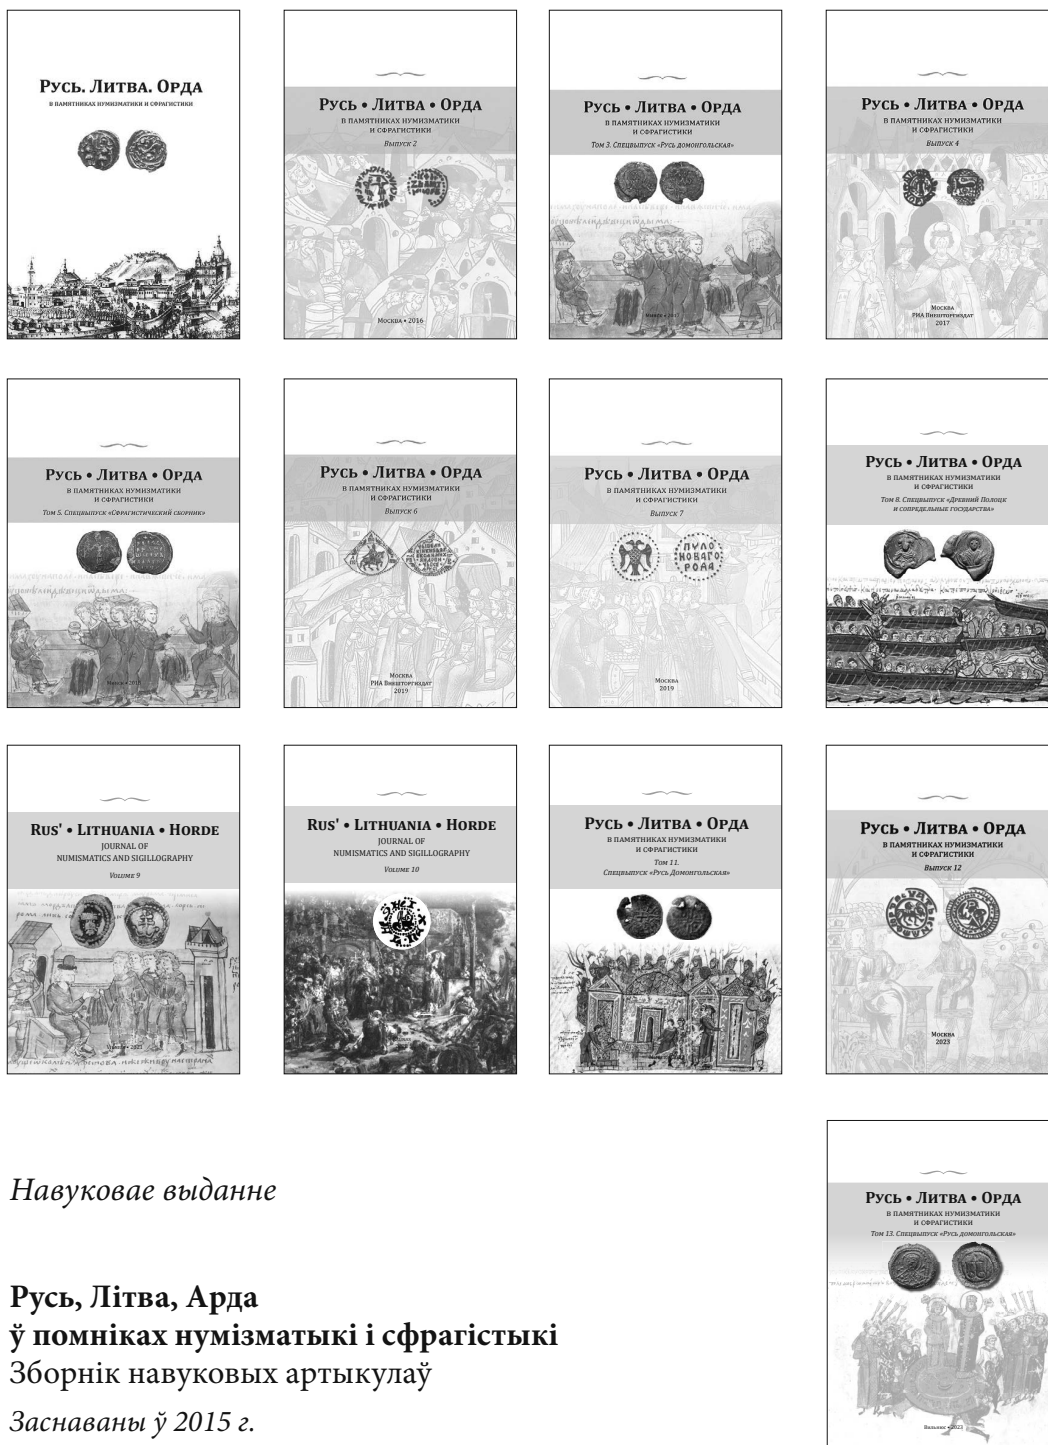 Русь. Литва. Орда
в памятниках нумизматики и сфрагистики
Русь • Литва • Орда
в памятниках нумизматики
и сфрагистики
Выпуск 2
Москва • 2016
Русь • Литва • Орда
в памятниках нумизматики
и сфрагистики
Том 3. Спецвыпуск «Русь домонгольская»
Русь • Литва • Орда
в памятниках нумизматики
и сфрагистики
Выпуск 4
Москва
РИА Внешторгиздат
2017
Русь • Литва • Орда
в памятниках нумизматики
и сфрагистики
Том 5. Спецвыпуск «Сфрагистический сборник»
Русь • Литва • Орда
в памятниках нумизматики
и сфрагистики
Выпуск 6
Москва
РИА Внешторгиздат
2019
Русь • Литва • Орда
в памятниках нумизматики
и сфрагистики
Выпуск 7
ПУЛО
НОВАГО
РОДА
Москва
2019
Русь • Литва • Орда
в памятниках нумизматики
и сфрагистики
Том 8. Спецвыпуск «Древний Полоцк
и сопредельные государства»
Rus' • Lithuania • Horde
journal of
numismatics and sigillography
Volume 9
Rus' • Lithuania • Horde
journal of
numismatics and sigillography
Volume 10
Русь • Литва • Орда
в памятниках нумизматики
и сфрагистики
Том 11.
Спецвыпуск «Русь Домонгольская»
Русь • Литва • Орда
в памятниках нумизматики
и сфрагистики
Выпуск 12
Москва
2023
Русь • Литва • Орда
в памятниках нумизматики
и сфрагистики
Том 13. Спецвыпуск «Русь домонгольская»
Вильнюс • 2023
Навуковае выданне
Русь, Літва, Арда
ў помніках нумізматыкі і сфрагістыкі
Зборнік навуковых артыкулаў
Заснаваны ў 2015 г.